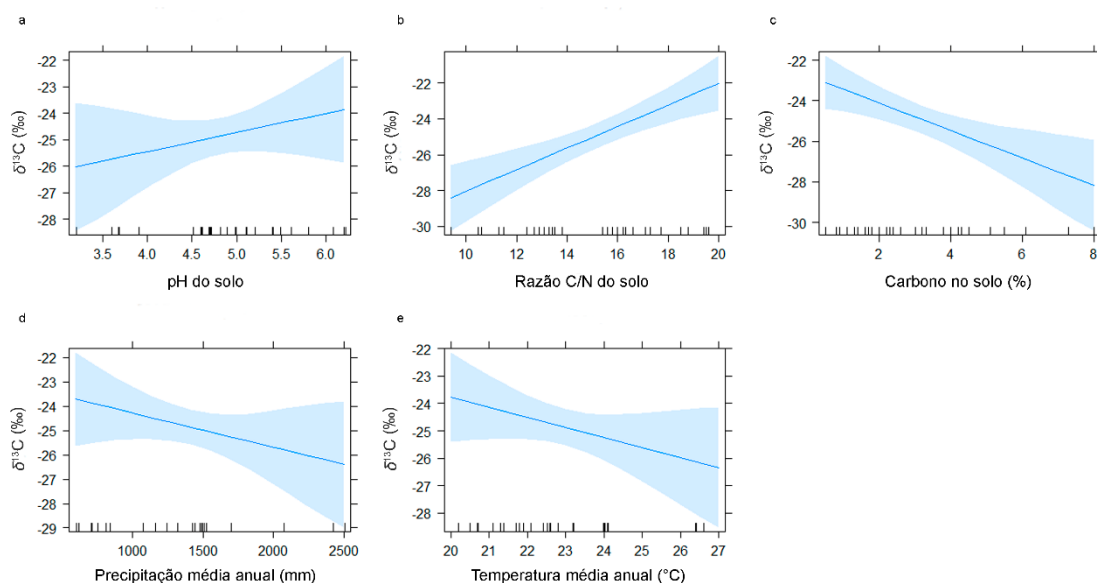 a
b
c
-22
-23
-24
-25
-26
-27
-28
δ¹³C (‰)
3.5 4.0 4.5 5.0 5.5 6.0
pH do solo
-22
-24
-26
-28
-30
δ¹³C (‰)
10 12 14 16 18 20
Razão C/N do solo
-22
-24
-26
-28
-30
δ¹³C (‰)
2 4 6 8
Carbono no solo (%)
d
e
-22
-23
-24
-25
-26
-27
-28
-29
δ¹³C (‰)
1000 1500 2000 2500
Precipitação média anual (mm)
-22
-23
-24
-25
-26
-27
-28
δ¹³C (‰)
20 21 22 23 24 25 26 27
Temperatura média anual (°C)